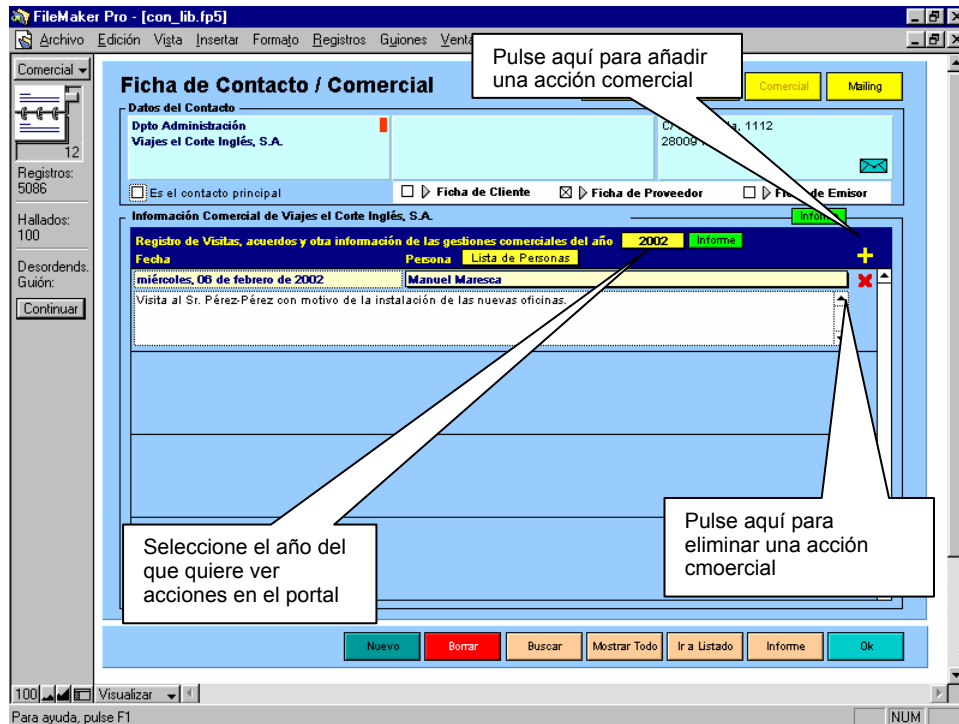 FileMaker Pro - [con_lib.fp5]
Archivo Edición Vista Insertar Formato Registros Guiones
Pulse aquí para añadir
una acción comercial
Comercial
12
Registros:
5086
Hallados:
100
Desordends.
Guión:
Continuar
Ficha de Contacto / Comercial
Comercial
Mailing
Datos del Contacto
Dpto Administración
Viajes el Corte Inglés, S.A.
1112
28009
Es el contacto principal
Ficha de Cliente
Ficha de Proveedor
de Emisor
Información Comercial de Viajes el Corte Inglés, S.A.
Registro de Visitas, acuerdos y otra información de las gestiones comerciales del año 2002 Informe
Fecha Persona Lista de Personas +
miércoles, 06 de febrero de 2002 Manuel Maresca
Visita al Sr. Pérez-Pérez con motivo de la instalación de las nuevas oficinas.
Seleccione el año del
que quiere ver
acciones en el portal
Pulse aquí para
eliminar una acción
cmoercial
Nuevo Borrar Buscar Mostrar Todo Ir a Listado Informe Ok
100 Visualizar
Para ayuda, pulse F1
NUM